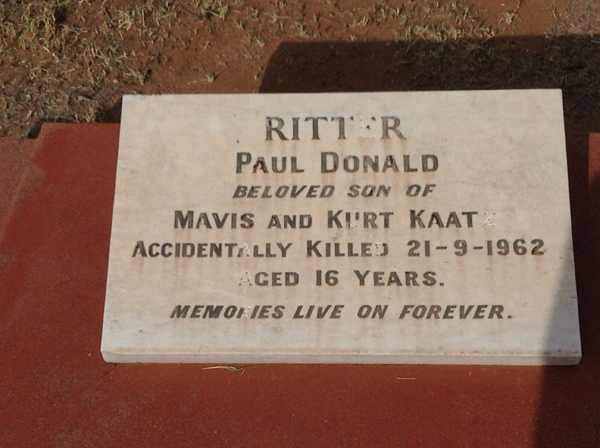 RITTER
PAUL DONALD
BELOVED SON OF
MAVIS AND KURT KAATZ
ACCIDENTALLY KILLED 21-9-1962
AGED 16 YEARS.
MEMORIES LIVE ON FOREVER.